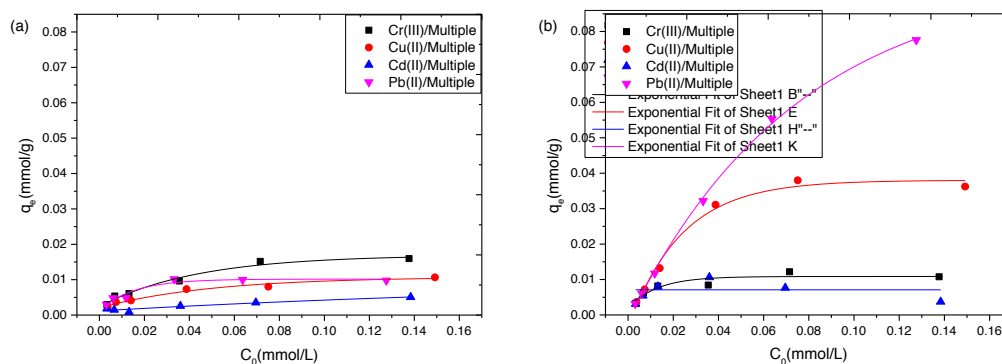 (a)
0.08
0.07
0.06
0.05
0.04
0.03
0.02
0.01
0.00
qe(mmol/g)
0.00 0.02 0.04 0.06 0.08 0.10 0.12 0.14 0.16
C0(mmol/L)
Cr(III)/Multiple
Cu(II)/Multiple
Cd(II)/Multiple
Pb(II)/Multiple
(b)
0.08
0.07
0.06
0.05
0.04
0.03
0.02
0.01
0.00
qe(mmol/g)
0.00 0.02 0.04 0.06 0.08 0.10 0.12 0.14 0.16
C0(mmol/L)
Cr(III)/Multiple
Cu(II)/Multiple
Cd(II)/Multiple
Pb(II)/Multiple
Exponential Fit of Sheet1 B"--"
Exponential Fit of Sheet1 E
Exponential Fit of Sheet1 H"--"
Exponential Fit of Sheet1 K